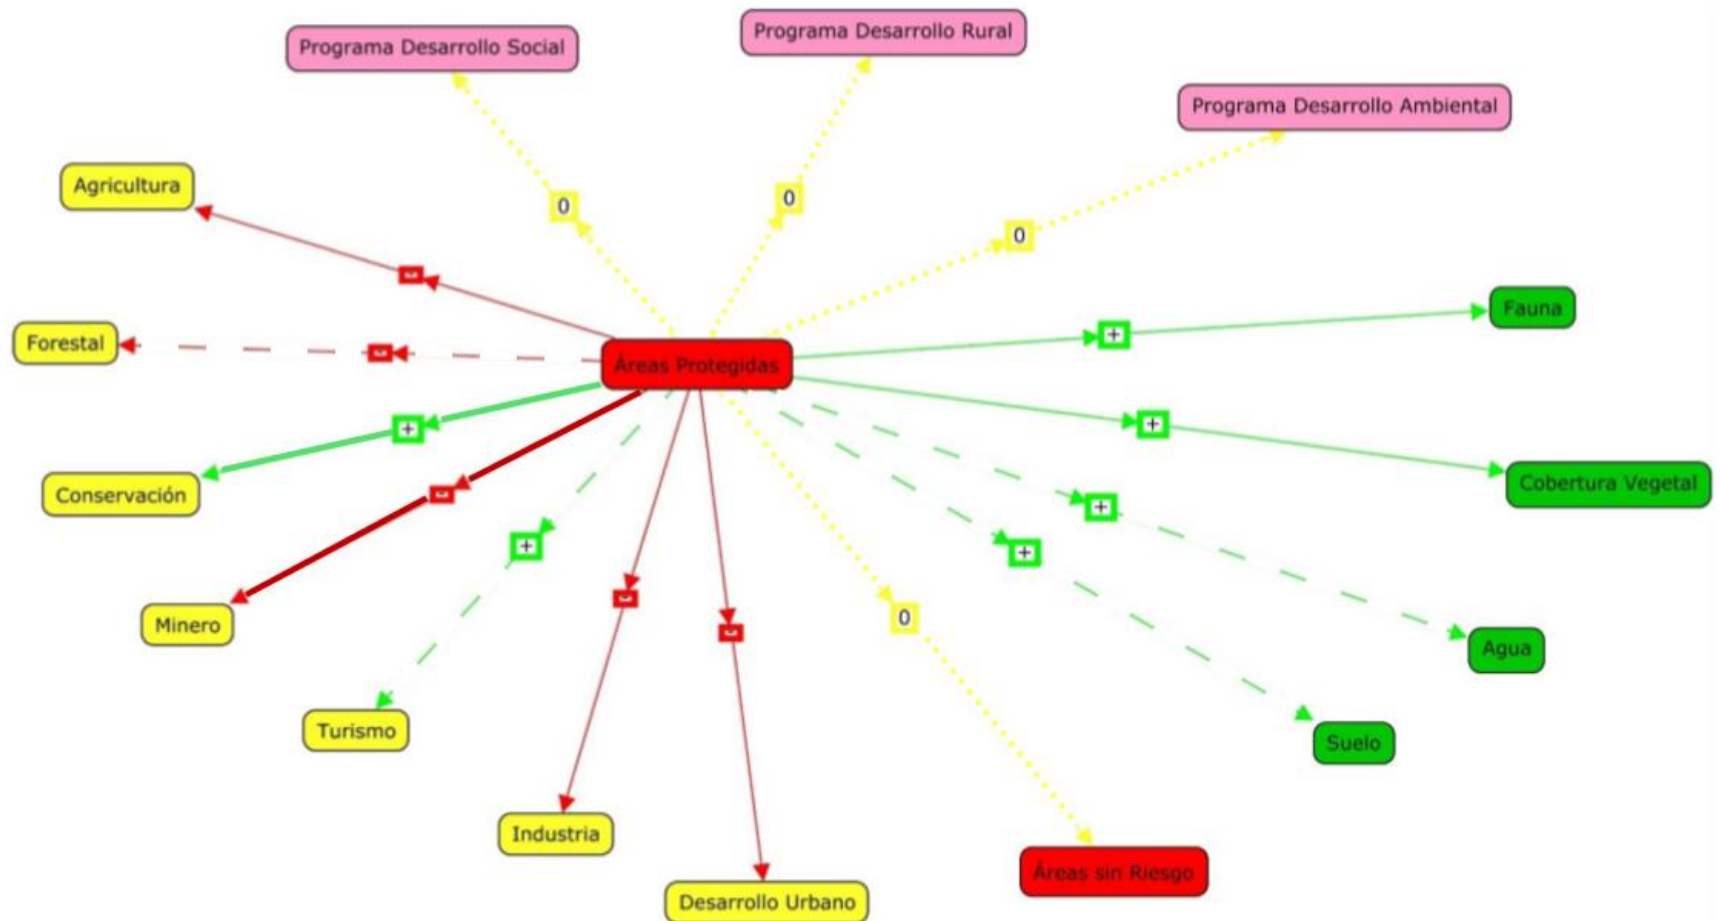 Programa Desarrollo Social
Programa Desarrollo Rural
Programa Desarrollo Ambiental
Agricultura
0
0
0
-
Fauna
+
Forestal
-
Áreas Protegidas
+
+
Conservación
-
Cobertura Vegetal
+
+
+
Minero
-
0
-
Agua
Turismo
Suelo
Industria
Áreas sin Riesgo
Desarrollo Urbano